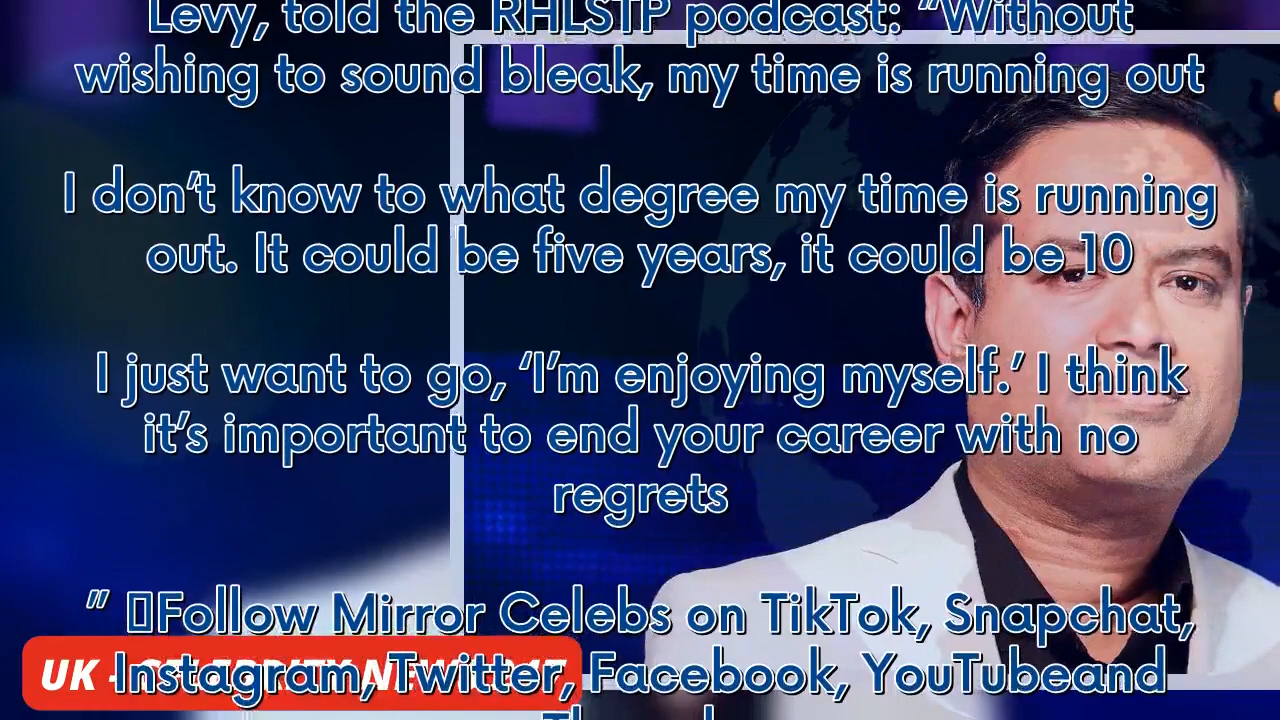 Levy, told the RHLSTP podcast: “Without
wishing to sound bleak, my time is running out
I don’t know to what degree my time is running
out. It could be five years, it could be 10
I just want to go, ‘I’m enjoying myself.’ I think
it’s important to end your career with no
regrets
” Follow Mirror Celebs on TikTok, Snapchat,
Instagram, Twitter, Facebook, YouTubeand
UK